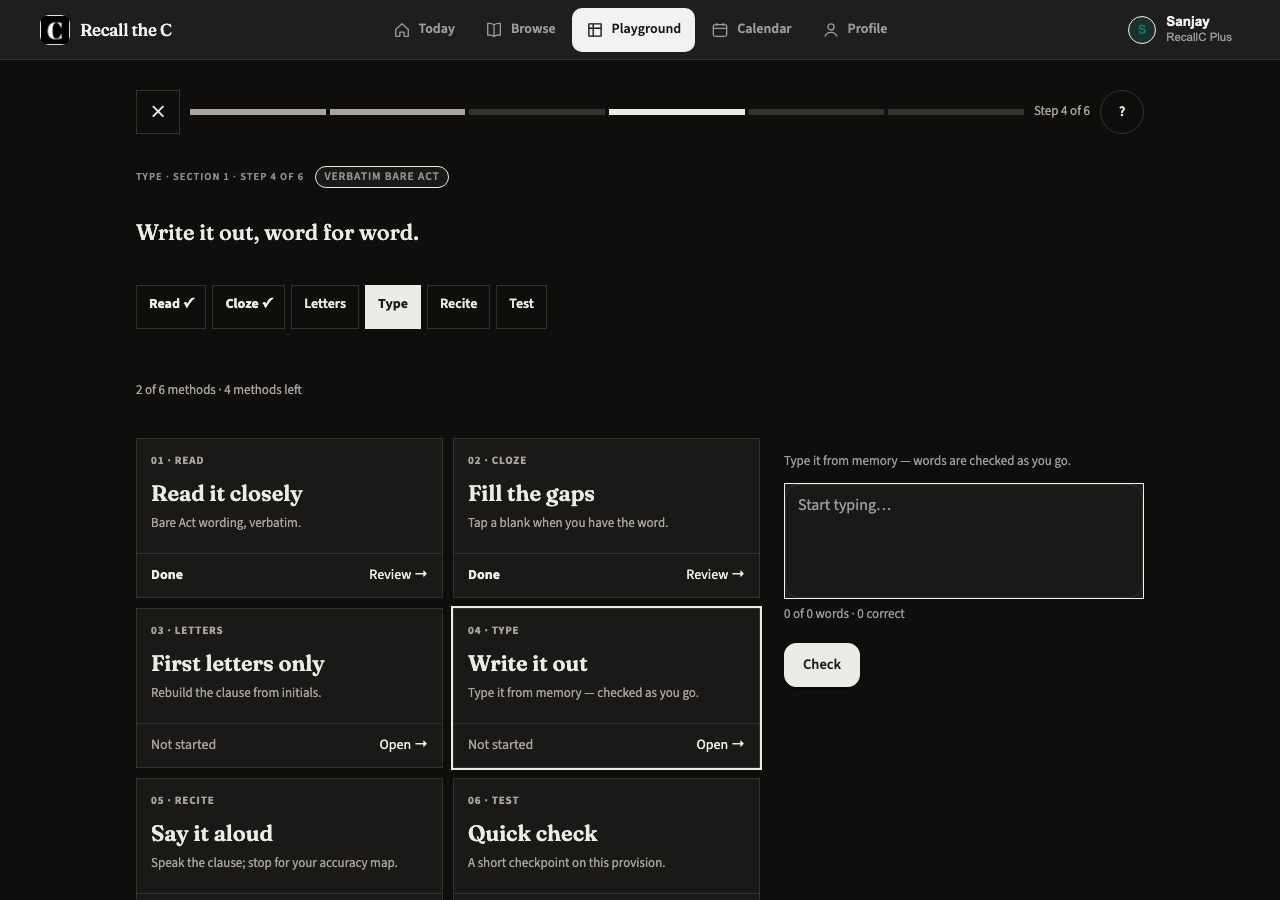 C Recall the C
Today Browse Playground Calendar Profile
S Sanjay
RecallC Plus
× Step 4 of 6 ?
TYPE · SECTION 1 · STEP 4 OF 6 VERBATIM BARE ACT
Write it out, word for word.
Read ✓ Cloze ✓ Letters Type Recite Test
2 of 6 methods · 4 methods left
01 · READ
Read it closely
Bare Act wording, verbatim.
Done Review →
02 · CLOZE
Fill the gaps
Tap a blank when you have the word.
Done Review →
03 · LETTERS
First letters only
Rebuild the clause from initials.
Not started Open →
04 · TYPE
Write it out
Type it from memory — checked as you go.
Not started Open →
05 · RECITE
Say it aloud
Speak the clause; stop for your accuracy map.
06 · TEST
Quick check
A short checkpoint on this provision.
Type it from memory — words are checked as you go.
Start typing…
0 of 0 words · 0 correct
Check